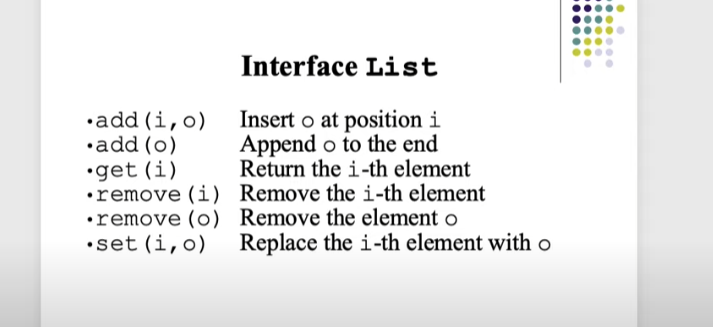 Interface List
•add(i,o) Insert o at position i
•add(o) Append o to the end
•get(i) Return the i-th element
•remove(i) Remove the i-th element
•remove(o) Remove the element o
•set(i,o) Replace the i-th element with o